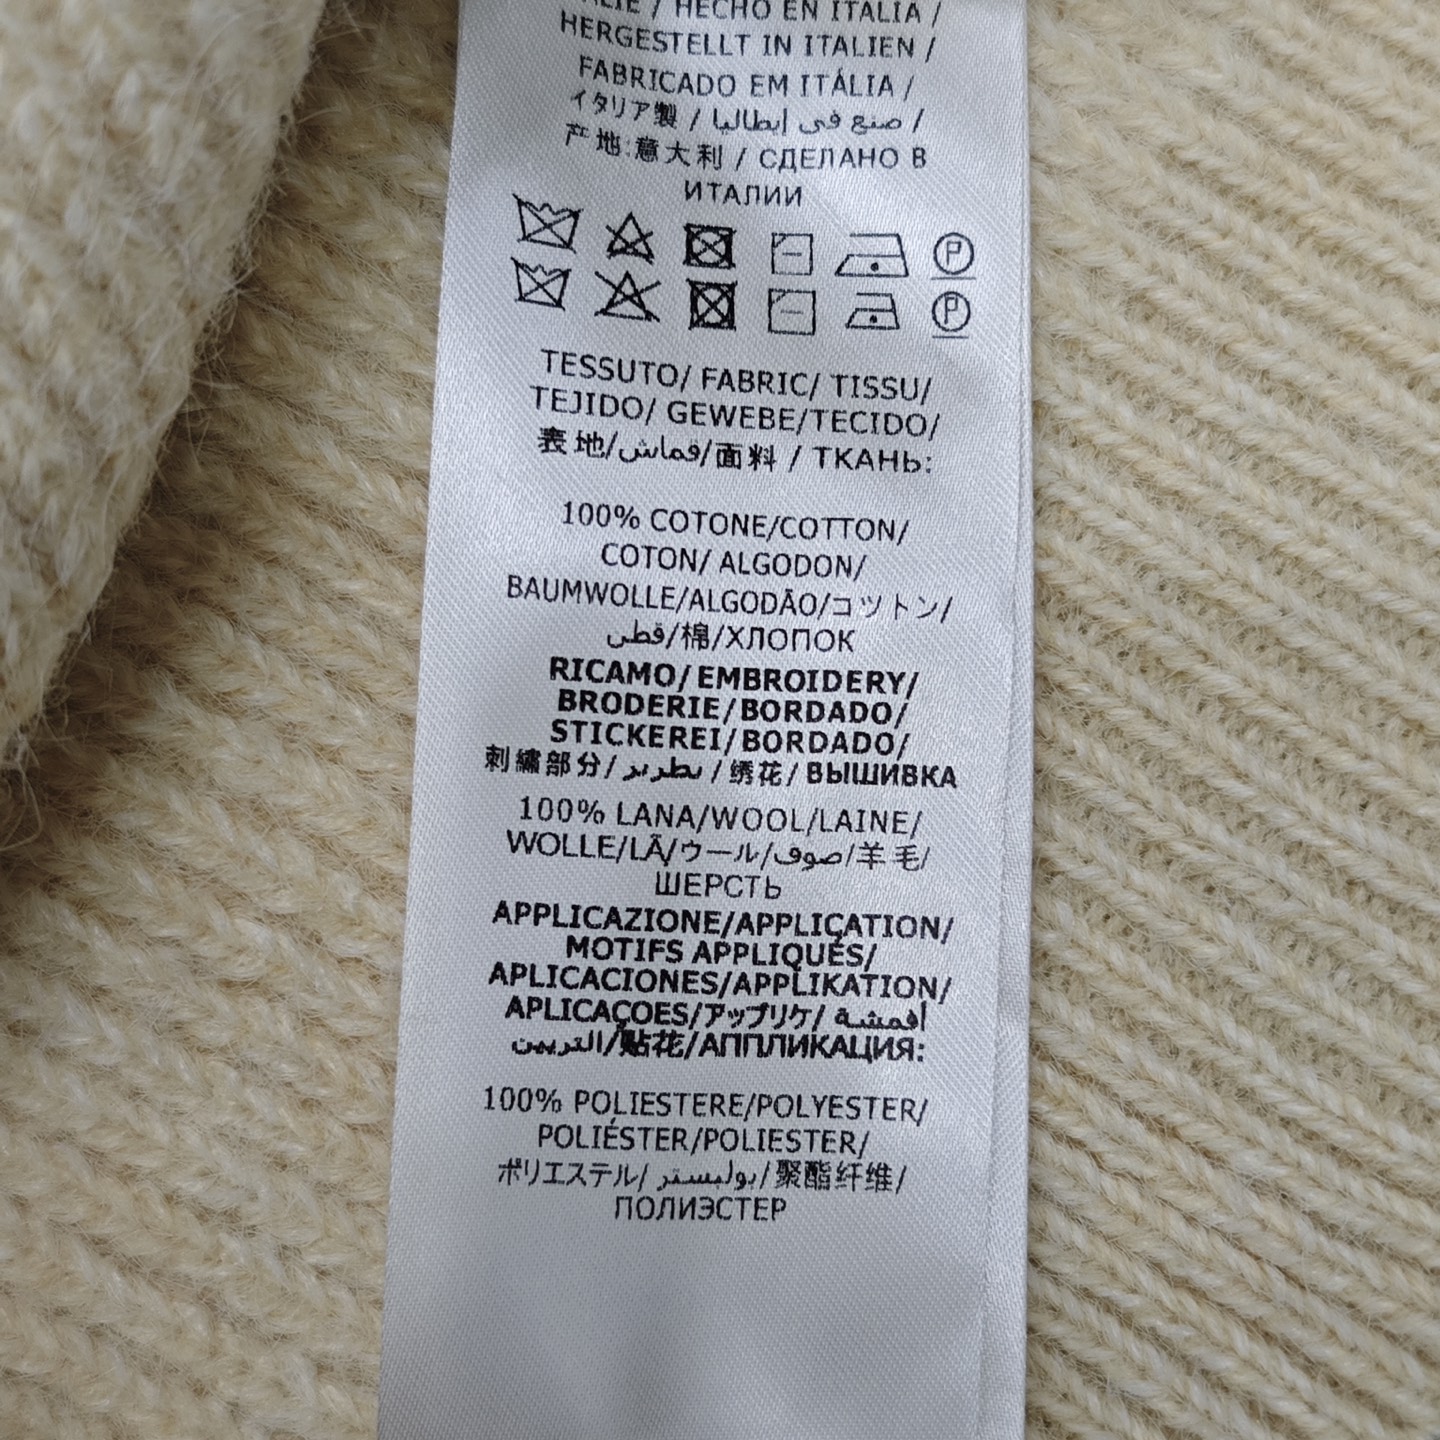 / HECHO EN ITALIA /
HERGESTELLT IN ITALIEN /
FABRICADO EM ITÁLIA /
イタリア製 / صنع في إيطاليا /
产地:意大利 / СДЕЛАНО В
ИТАЛИИ
P
P
TESSUTO/ FABRIC/ TISSU/
TEJIDO/ GEWEBE/TECIDO/
表地/قماش/面料 / ТКАНЬ:
100% COTONE/COTTON/
COTON/ ALGODON/
BAUMWOLLE/ALGODÃO/コットン/
قطن/棉/ХЛОПОК
RICAMO/ EMBROIDERY/
BRODERIE/BORDADO/
STICKEREI/BORDADO/
刺繍部分/ بطريز / 绣花/ ВЫШИВКА
100% LANA/WOOL/LAINE/
WOLLE/LÃ/ウール/صوف/羊毛/
ШЕРСТЬ
APPLICAZIONE/APPLICATION/
MOTIFS APPLIQUÉS/
APLICACIONES/APPLIKATION/
APLICAÇOES/アップリケ/ أقمشة
التزيين/贴花/АППЛИКАЦИЯ:
100% POLIESTERE/POLYESTER/
POLIÉSTER/POLIESTER/
ポリエステル/ بوليستر/聚酯纤维/
ПОЛИЭСТЕР